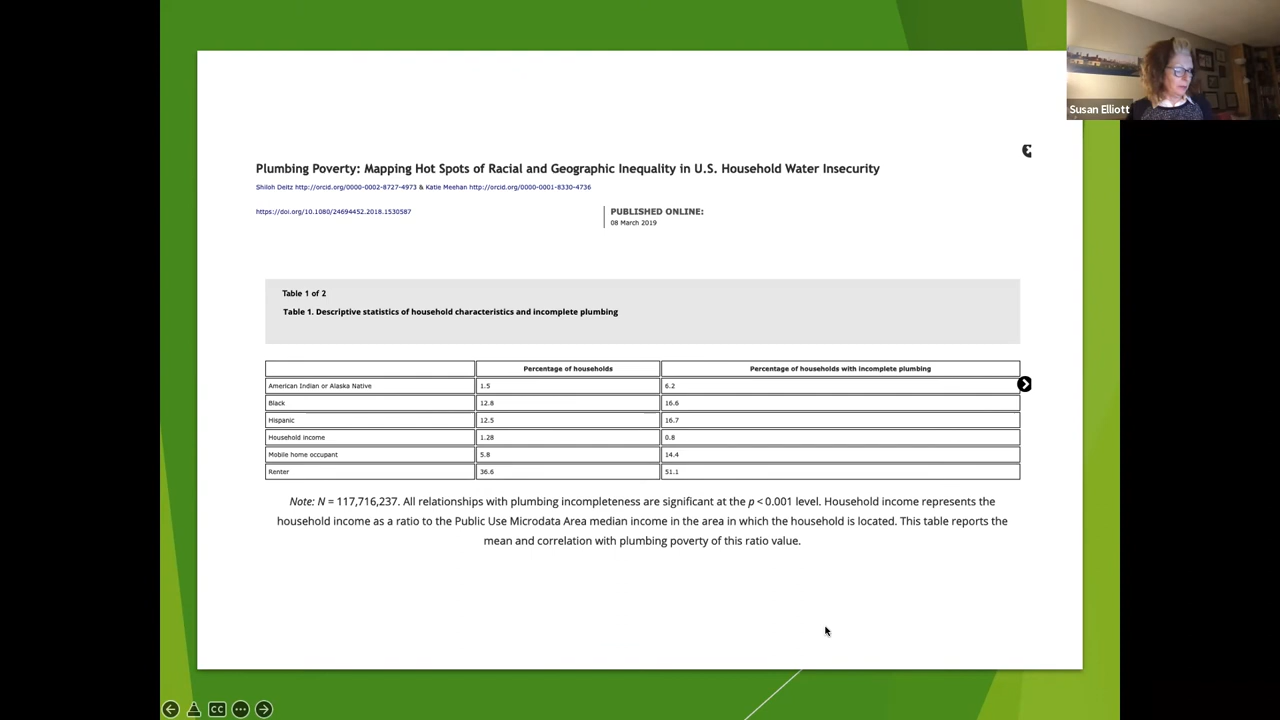 Susan Elliott
Plumbing Poverty: Mapping Hot Spots of Racial and Geographic Inequality in U.S. Household Water Insecurity
Shiloh Deitz http://orcid.org/0000-0002-8727-4973 & Katie Meehan http://orcid.org/0000-0001-8330-4736
https://doi.org/10.1080/24694452.2018.1530587
PUBLISHED ONLINE:
08 March 2019
Table 1 of 2
Table 1. Descriptive statistics of household characteristics and incomplete plumbing
Percentage of households Percentage of households with incomplete plumbing
American Indian or Alaska Native 1.5 6.2
Black 12.8 16.6
Hispanic 12.5 16.7
Household income 1.28 0.8
Mobile home occupant 5.8 14.4
Renter 36.6 51.1
Note: N = 117,716,237. All relationships with plumbing incompleteness are significant at the p < 0.001 level. Household income represents the
household income as a ratio to the Public Use Microdata Area median income in the area in which the household is located. This table reports the
mean and correlation with plumbing poverty of this ratio value.
CC